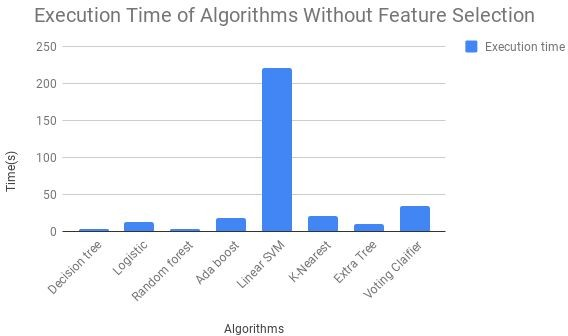 Execution Time of Algorithms Without Feature Selection
Execution time
250
200
150
100
50
0
Time(s)
Decision tree
Logistic
Random forest
Ada boost
Linear SVM
K-Nearest
Extra Tree
Voting Claifier
Algorithms